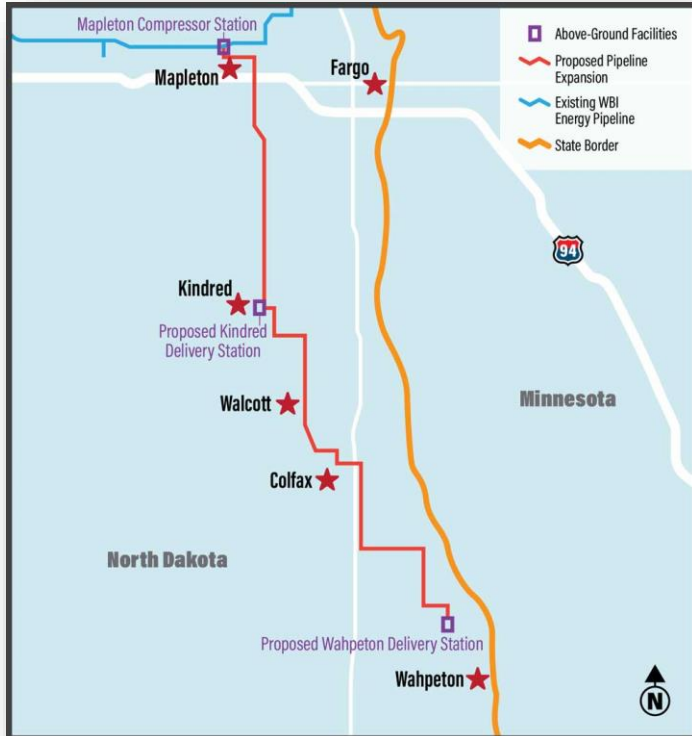 Mapleton Compressor Station
Mapleton
Fargo
Above-Ground Facilities
Proposed Pipeline
Expansion
Existing WBI
Energy Pipeline
State Border
94
Kindred
Proposed Kindred
Delivery Station
Walcott
Minnesota
Colfax
North Dakota
Proposed Wahpeton Delivery Station
Wahpeton
N